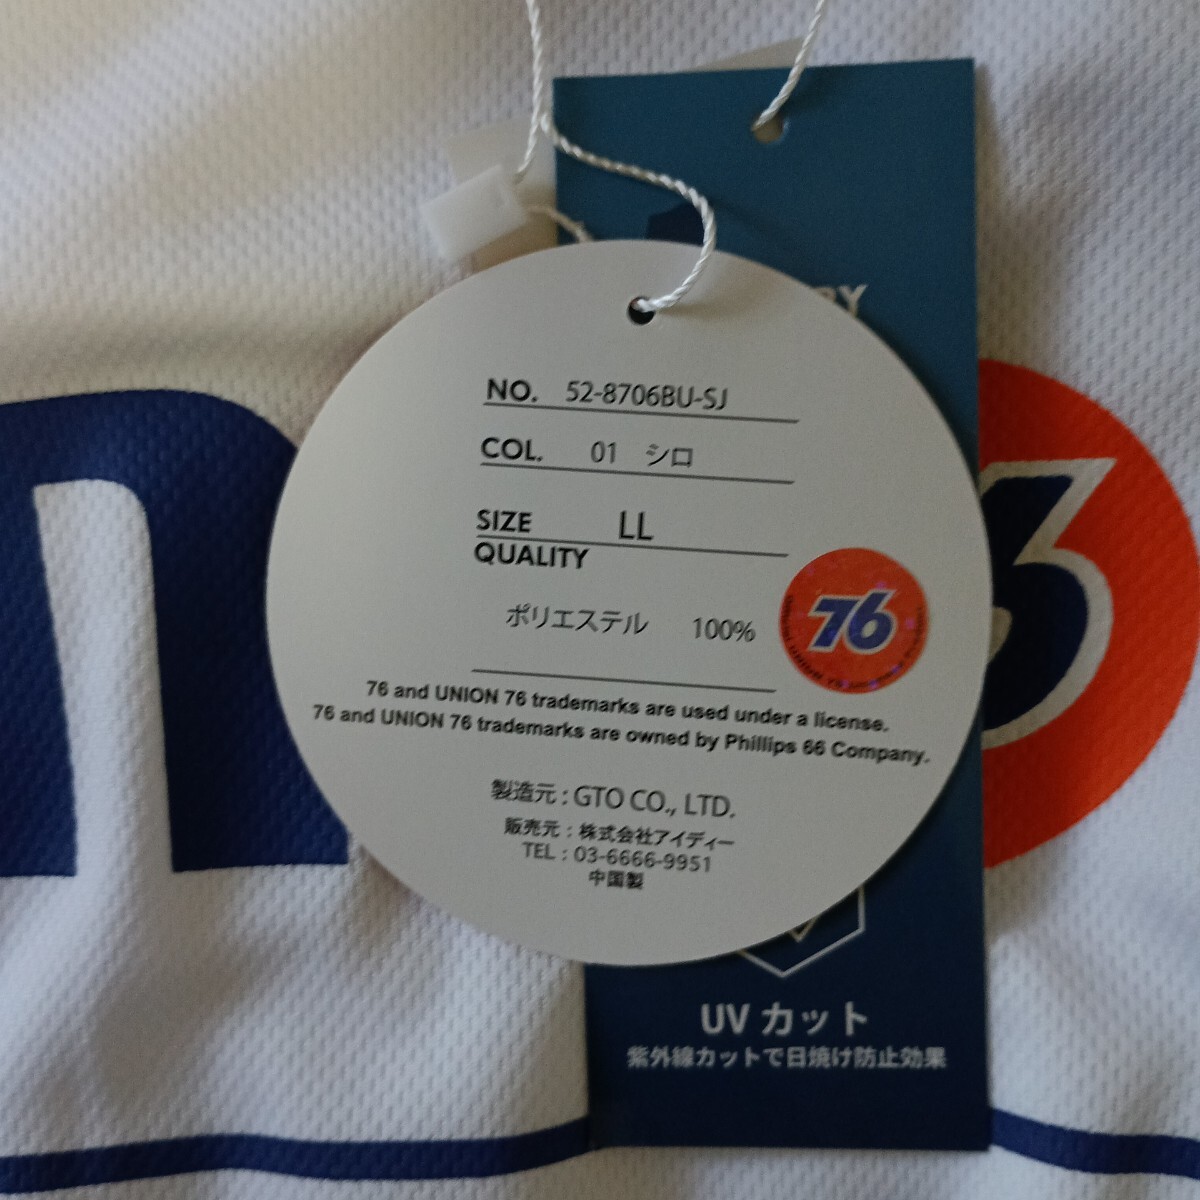 NO. 52-8706BU-SJ
COL. 01 シロ
SIZE LL
QUALITY
ポリエステル 100%
76
76 and UNION 76 trademarks are used under a license.
76 and UNION 76 trademarks are owned by Phillips 66 Company.
製造元 : GTO CO., LTD.
販売元 : 株式会社アイディー
TEL : 03-6666-9951
中国製
UV カット
紫外線カットで日焼け防止効果